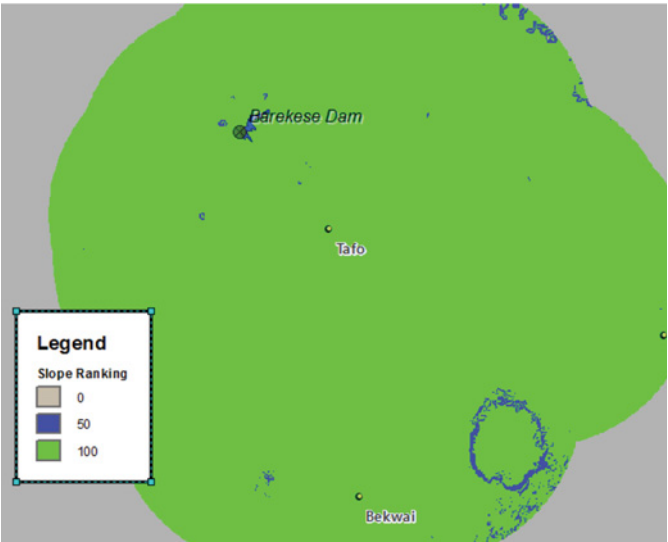 Barekese Dam
Tafo
Legend
Slope Ranking
0
50
100
Bekwai